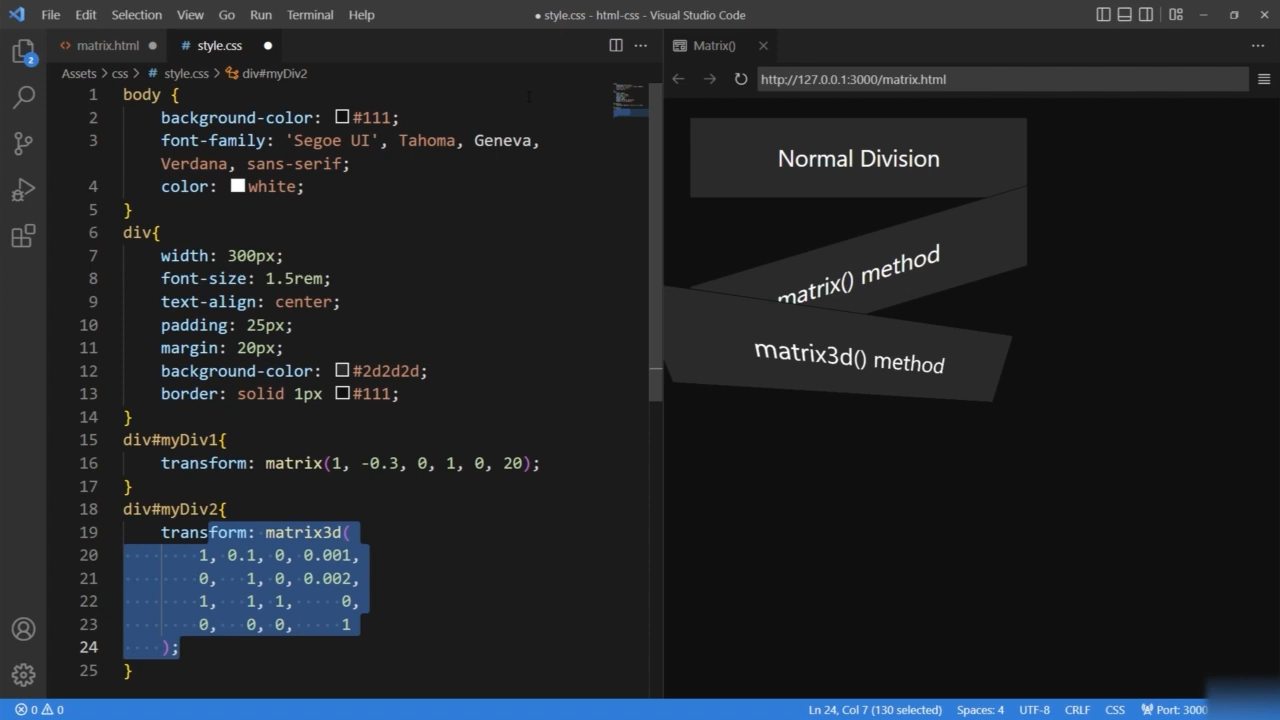 File Edit Selection View Go Run Terminal Help
● style.css - html-css - Visual Studio Code
2
matrix.html
# style.css
Matrix()
Assets > css > # style.css > div#myDiv2
http://127.0.0.1:3000/matrix.html
1 body {
2 background-color: #111;
3 font-family: 'Segoe UI', Tahoma, Geneva,
Verdana, sans-serif;
4 color: white;
5 }
6 div{
7 width: 300px;
8 font-size: 1.5rem;
9 text-align: center;
10 padding: 25px;
11 margin: 20px;
12 background-color: #2d2d2d;
13 border: solid 1px #111;
14 }
15 div#myDiv1{
16 transform: matrix(1, -0.3, 0, 1, 0, 20);
17 }
18 div#myDiv2{
19 transform: matrix3d(
20 1, 0.1, 0, 0.001,
21 0, 1, 0, 0.002,
22 1, 1, 1, 0,
23 0, 0, 0, 1
24 );
25 }
Normal Division
matrix() method
matrix3d() method
0 0
Ln 24, Col 7 (130 selected) Spaces: 4 UTF-8 CRLF CSS Port: 3000